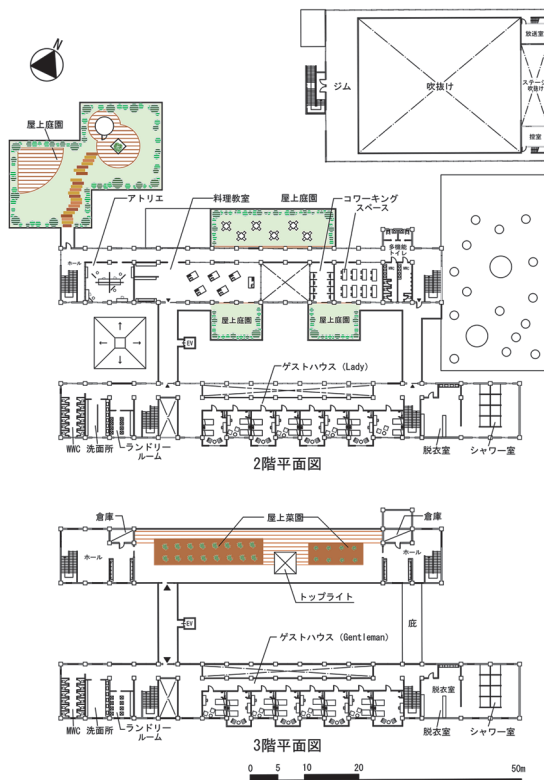 N
放送室
ジム
吹抜け
ステージ
吹抜け
控室
屋上庭園
アトリエ
料理教室
屋上庭園
コワーキング
スペース
ホール
多機能
トイレ
屋上庭園
屋上庭園
EV
ゲストハウス (Lady)
WWC
洗面所
ランドリー
ルーム
脱衣室
シャワー室
2階平面図
倉庫
屋上菜園
倉庫
ホール
ホール
トップライト
EV
庇
ゲストハウス (Gentleman)
脱衣室
MWC
洗面所
ランドリー
ルーム
脱衣室
シャワー室
3階平面図
0 5 10 20 50m